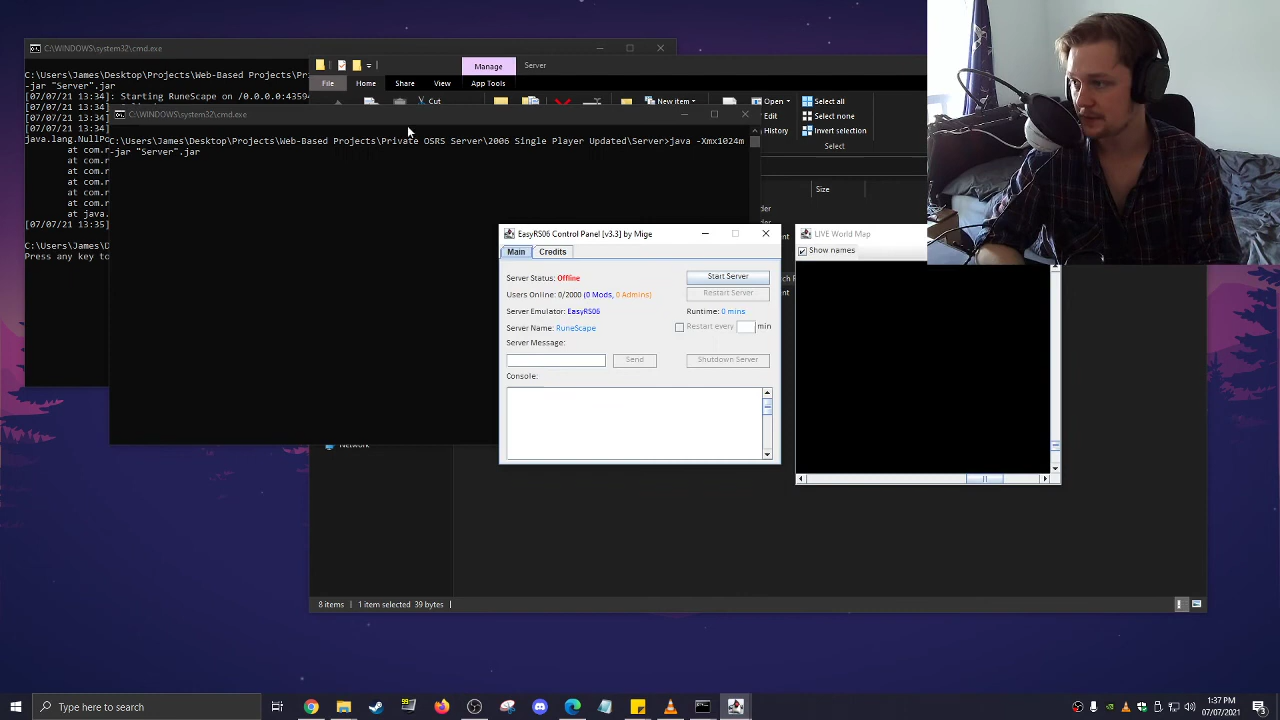 C:\WINDOWS\system32\cmd.exe
C:\Users\James\Desktop\Projects\Web-Based Projects\Pr
-jar "Server".jar
[07/07/21 13:34]: Starting RuneScape on /0.0.0.0:4359
[07/07/21 13:34]
[07/07/21 13:34]
[07/07/21 13:34]
java.lang.NullPo
at com.r
at com.r
at com.r
at com.r
at com.r
at java.
[07/07/21 13:35]
C:\Users\James\D
Press any key to
Manage
Server
File
Home
Share
View
App Tools
Cut
New item
Open
Select all
Edit
Select none
History
Invert selection
Select
Size
C:\WINDOWS\system32\cmd.exe
C:\Users\James\Desktop\Projects\Web-Based Projects\Private OSRS Server\2006 Single Player Updated\Server>java -Xmx1024m
-jar "Server".jar
Network
8 items
1 item selected 39 bytes
EasyRS06 Control Panel [v3.3] by Mige
Main
Credits
Server Status: Offline
Start Server
Users Online: 0/2000 (0 Mods, 0 Admins)
Restart Server
Server Emulator: EasyRS06
Runtime: 0 mins
Server Name: RuneScape
Restart every
min
Server Message:
Send
Shutdown Server
Console:
LIVE World Map
Show names
Type here to search
1:37 PM
07/07/2021